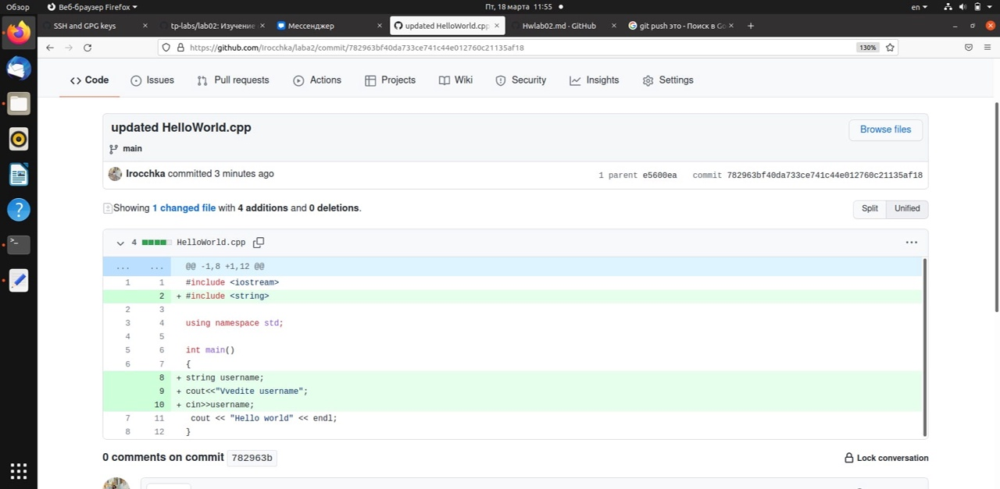 Обзор Веб-браузер Firefox Пт, 18 марта 11:55 en
SSH and GPG keys tp-labs/lab02: Изучение Мессенджер updated HelloWorld.cpp Hwlab02.md · GitHub git push это - Поиск в Go
https://github.com/Irocchka/laba2/commit/782963bf40da733ce741c44e012760c21135af18 130%
Code Issues Pull requests Actions Projects Wiki Security Insights Settings
updated HelloWorld.cpp Browse files
main
Irocchka committed 3 minutes ago 1 parent e5600ea commit 782963bf40da733ce741c44e012760c21135af18
Showing 1 changed file with 4 additions and 0 deletions. Split Unified
4 HelloWorld.cpp ...
... ... @@ -1,8 +1,12 @@
1 1 #include <iostream>
2 + #include <string>
2 3
3 4 using namespace std;
4 5
5 6 int main()
6 7 {
8 + string username;
9 + cout<<"Vvedite username";
10 + cin>>username;
7 11 cout << "Hello world" << endl;
8 12 }
0 comments on commit 782963b Lock conversation